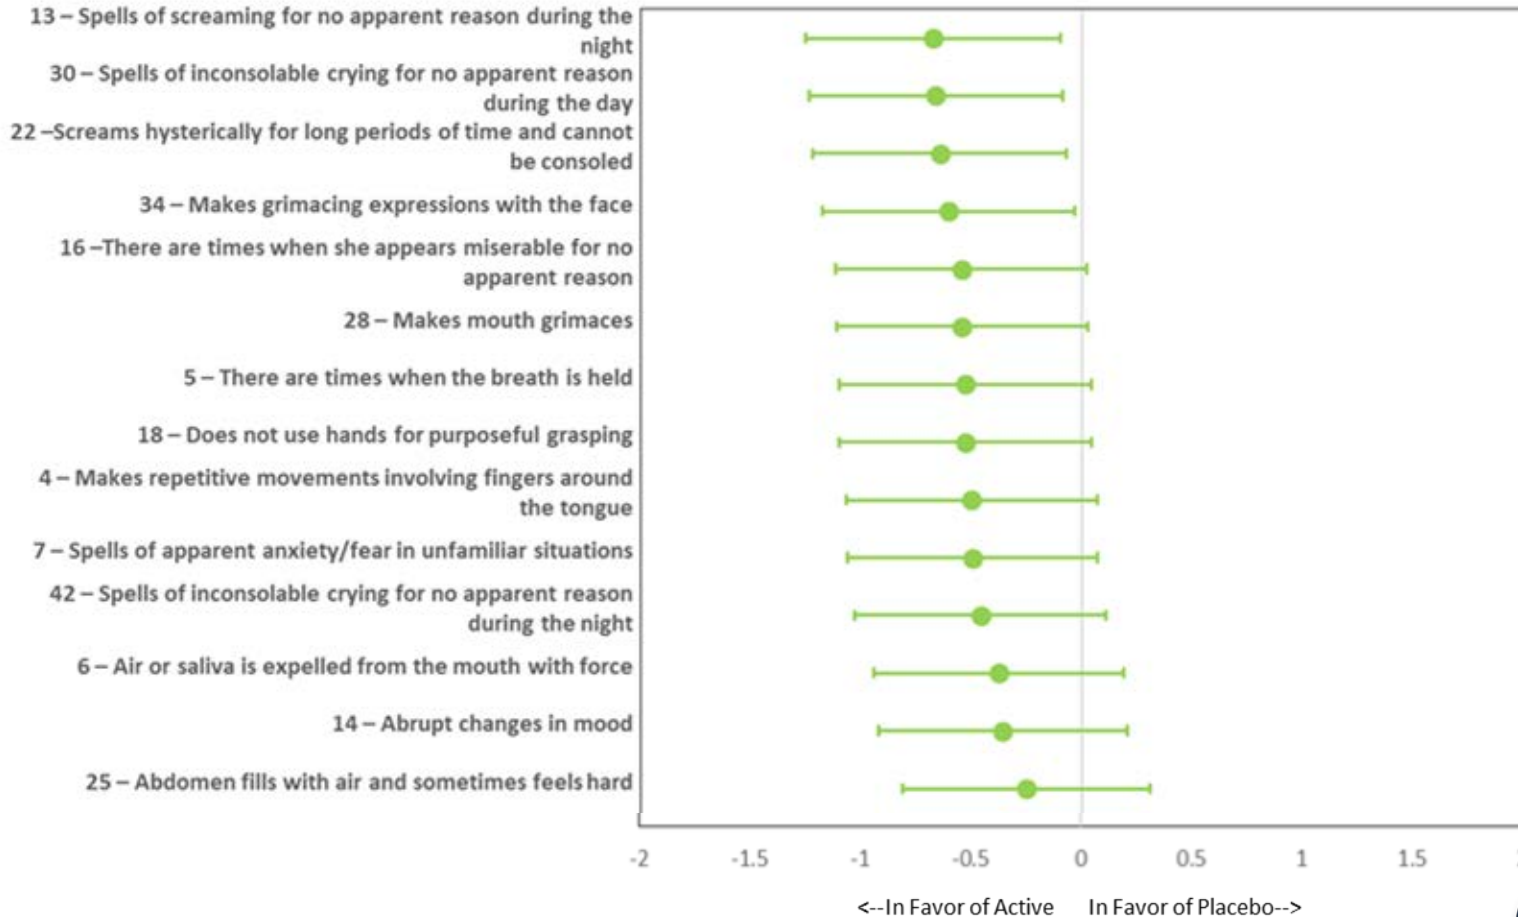 13 – Spells of screaming for no apparent reason during the
night
30 – Spells of inconsolable crying for no apparent reason
during the day
22 –Screams hysterically for long periods of time and cannot
be consoled
34 – Makes grimacing expressions with the face
16 –There are times when she appears miserable for no
apparent reason
28 – Makes mouth grimaces
5 – There are times when the breath is held
18 – Does not use hands for purposeful grasping
4 – Makes repetitive movements involving fingers around
the tongue
7 – Spells of apparent anxiety/fear in unfamiliar situations
42 – Spells of inconsolable crying for no apparent reason
during the night
6 – Air or saliva is expelled from the mouth with force
14 – Abrupt changes in mood
25 – Abdomen fills with air and sometimes feels hard
-2 -1.5 -1 -0.5 0 0.5 1 1.5
<--In Favor of Active In Favor of Placebo-->